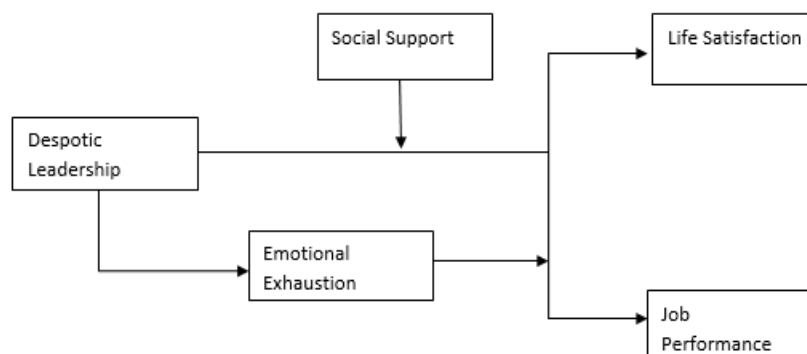 Social Support
Life Satisfaction
Despotic
Leadership
Emotional
Exhaustion
Job
Performance